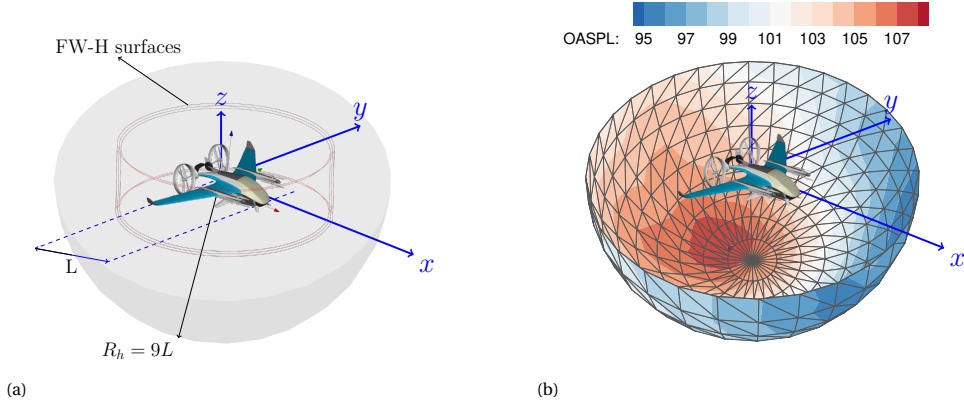 FW-H surfaces
z
y
x
L
R_h = 9L
(a)
OASPL: 95 97 99 101 103 105 107
z
y
x
(b)